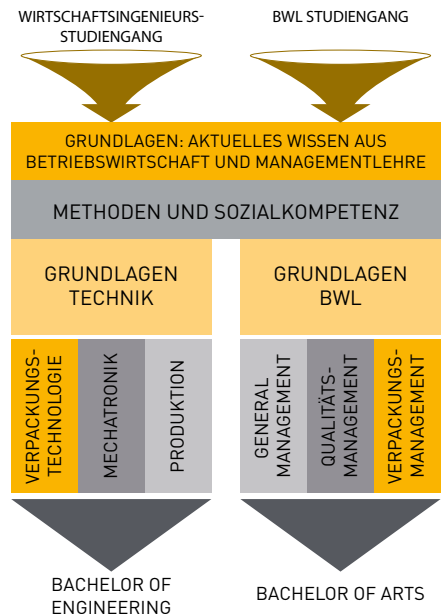 WIRTSCHAFTSINGENIEURS-
STUDIENGANG
BWL STUDIENGANG
GRUNDLAGEN: AKTUELLES WISSEN AUS
BETRIEBSWIRTSCHAFT UND MANAGEMENTLEHRE
METHODEN UND SOZIALKOMPETENZ
GRUNDLAGEN
TECHNIK
GRUNDLAGEN
BWL
VERPACKUNGS-
TECHNOLOGIE
MECHATRONIK
PRODUKTION
GENERAL
MANAGEMENT
QUALITÄTS-
MANAGEMENT
VERPACKUNGS-
MANAGEMENT
BACHELOR OF
ENGINEERING
BACHELOR OF ARTS